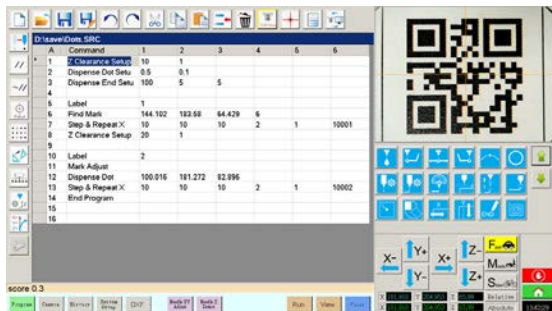 D:\save\Dots.SRC
A Command 1 2 3 4 5 6
1 Z Clearance Setup 10 1
2 Dispense Dot Setu 0.5 0.1
3 Dispense End Setu 100 5 5
4
5 Label 1
6 Find Mark 144.102 183.58 64.429 6
7 Step & Repeat X 10 10 10 2 1 10001
8 Z Clearance Setup 20 1
9
10 Label 2
11 Mark Adjust
12 Dispense Dot 100.016 181.272 82.896
13 Step & Repeat X 10 10 10 2 1 10002
14 End Program
15
16
X- Y+ X+ Z- F
Y- Z+ M
S
score 0.3
Program Camera Mirror System Setup DXF Run View
Relative
Absolute